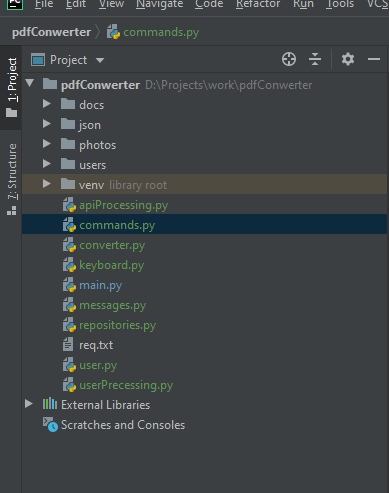 PC File Edit View Navigate Code Refactor Run Tools VCS
pdfConwerter commands.py
Project
pdfConwerter D:\Projects\work\pdfConwerter
docs
json
photos
users
venv library root
apiProcessing.py
commands.py
converter.py
keyboard.py
main.py
messages.py
repositories.py
req.txt
user.py
userPrecessing.py
External Libraries
Scratches and Consoles
1: Project
7: Structure